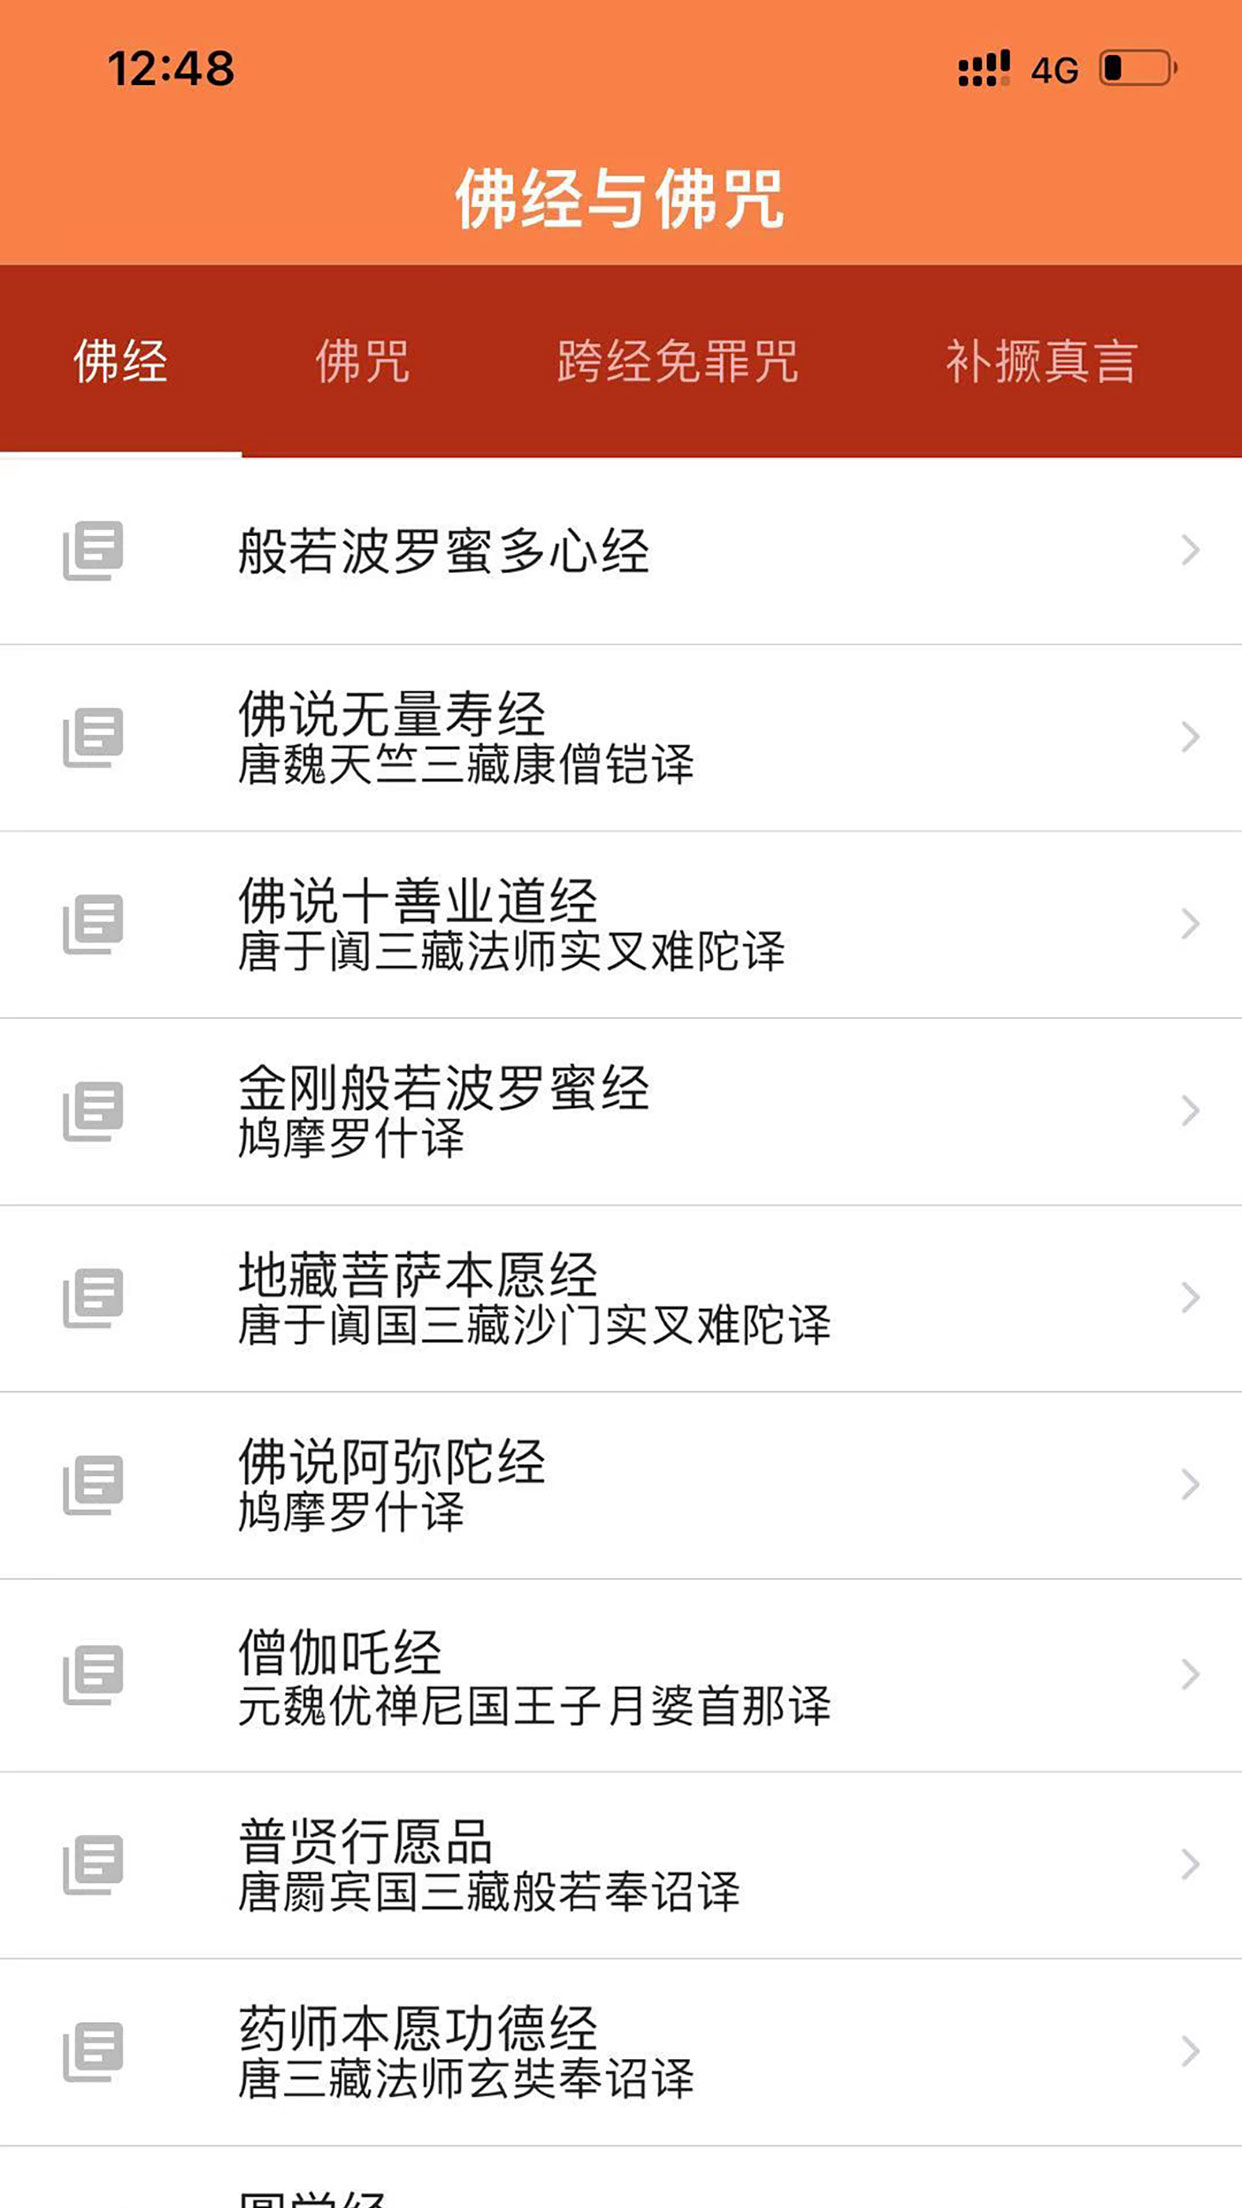 12:48
4G
佛经与佛咒
佛经
佛咒
跨经免罪咒
补撅真言
般若波罗蜜多心经
佛说无量寿经
唐魏天竺三藏康僧铠译
佛说十善业道经
唐于阗三藏法师实叉难陀译
金刚般若波罗蜜经
鸠摩罗什译
地藏菩萨本愿经
唐于阗国三藏沙门实叉难陀译
佛说阿弥陀经
鸠摩罗什译
僧伽吒经
元魏优禅尼国王子月婆首那译
普贤行愿品
唐罽宾国三藏般若奉诏译
药师本愿功德经
唐三藏法师玄奘奉诏译